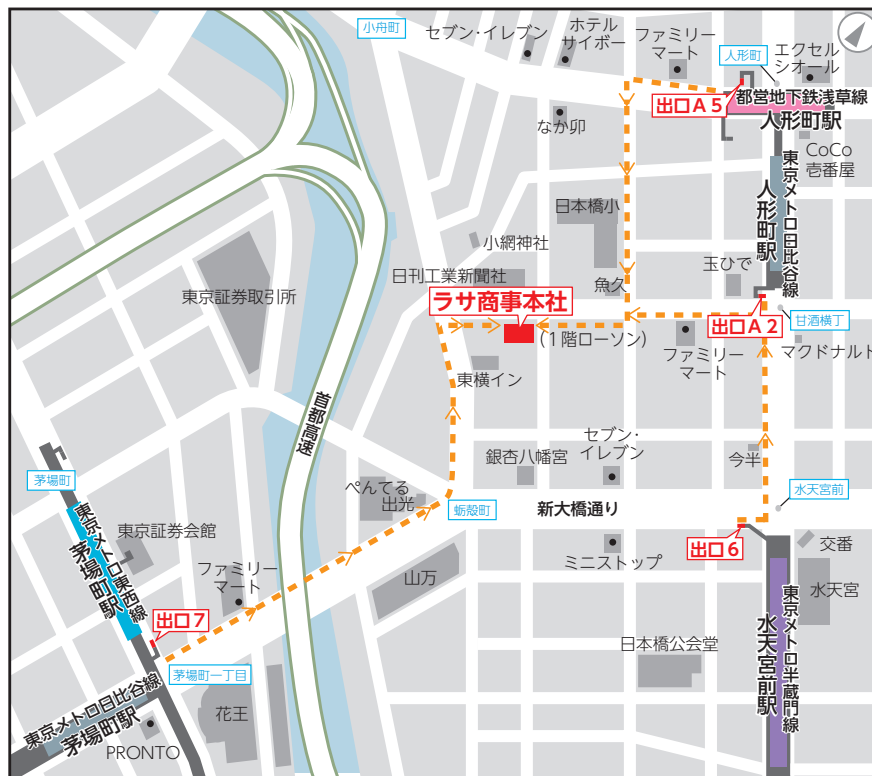 小舟町
セブン・イレブン
ホテル
サイボー
ファミリー
マート
人形町
エクセル
シオール
出口A5
都営地下鉄浅草線
人形町駅
なか卯
CoCo
壱番屋
東京メトロ日比谷線
人形町駅
日本橋小
小網神社
玉ひで
東京証券取引所
日刊工業新聞社
魚久
ラサ商事本社
(1階ローソン)
出口A2
甘酒横丁
ファミリー
マート
マクドナルド
東横イン
首都高速
セブン・
イレブン
銀杏八幡宮
今半
茅場町
ぺんてる
出光
蛎殻町
新大橋通り
水天宮前
東京メトロ東西線
茅場町駅
東京証券会館
出口6
交番
ファミリー
マート
山万
ミニストップ
水天宮
出口7
東京メトロ半蔵門線
水天宮前駅
日本橋公会堂
茅場町一丁目
東京メトロ日比谷線
茅場町駅
花王
PRONTO